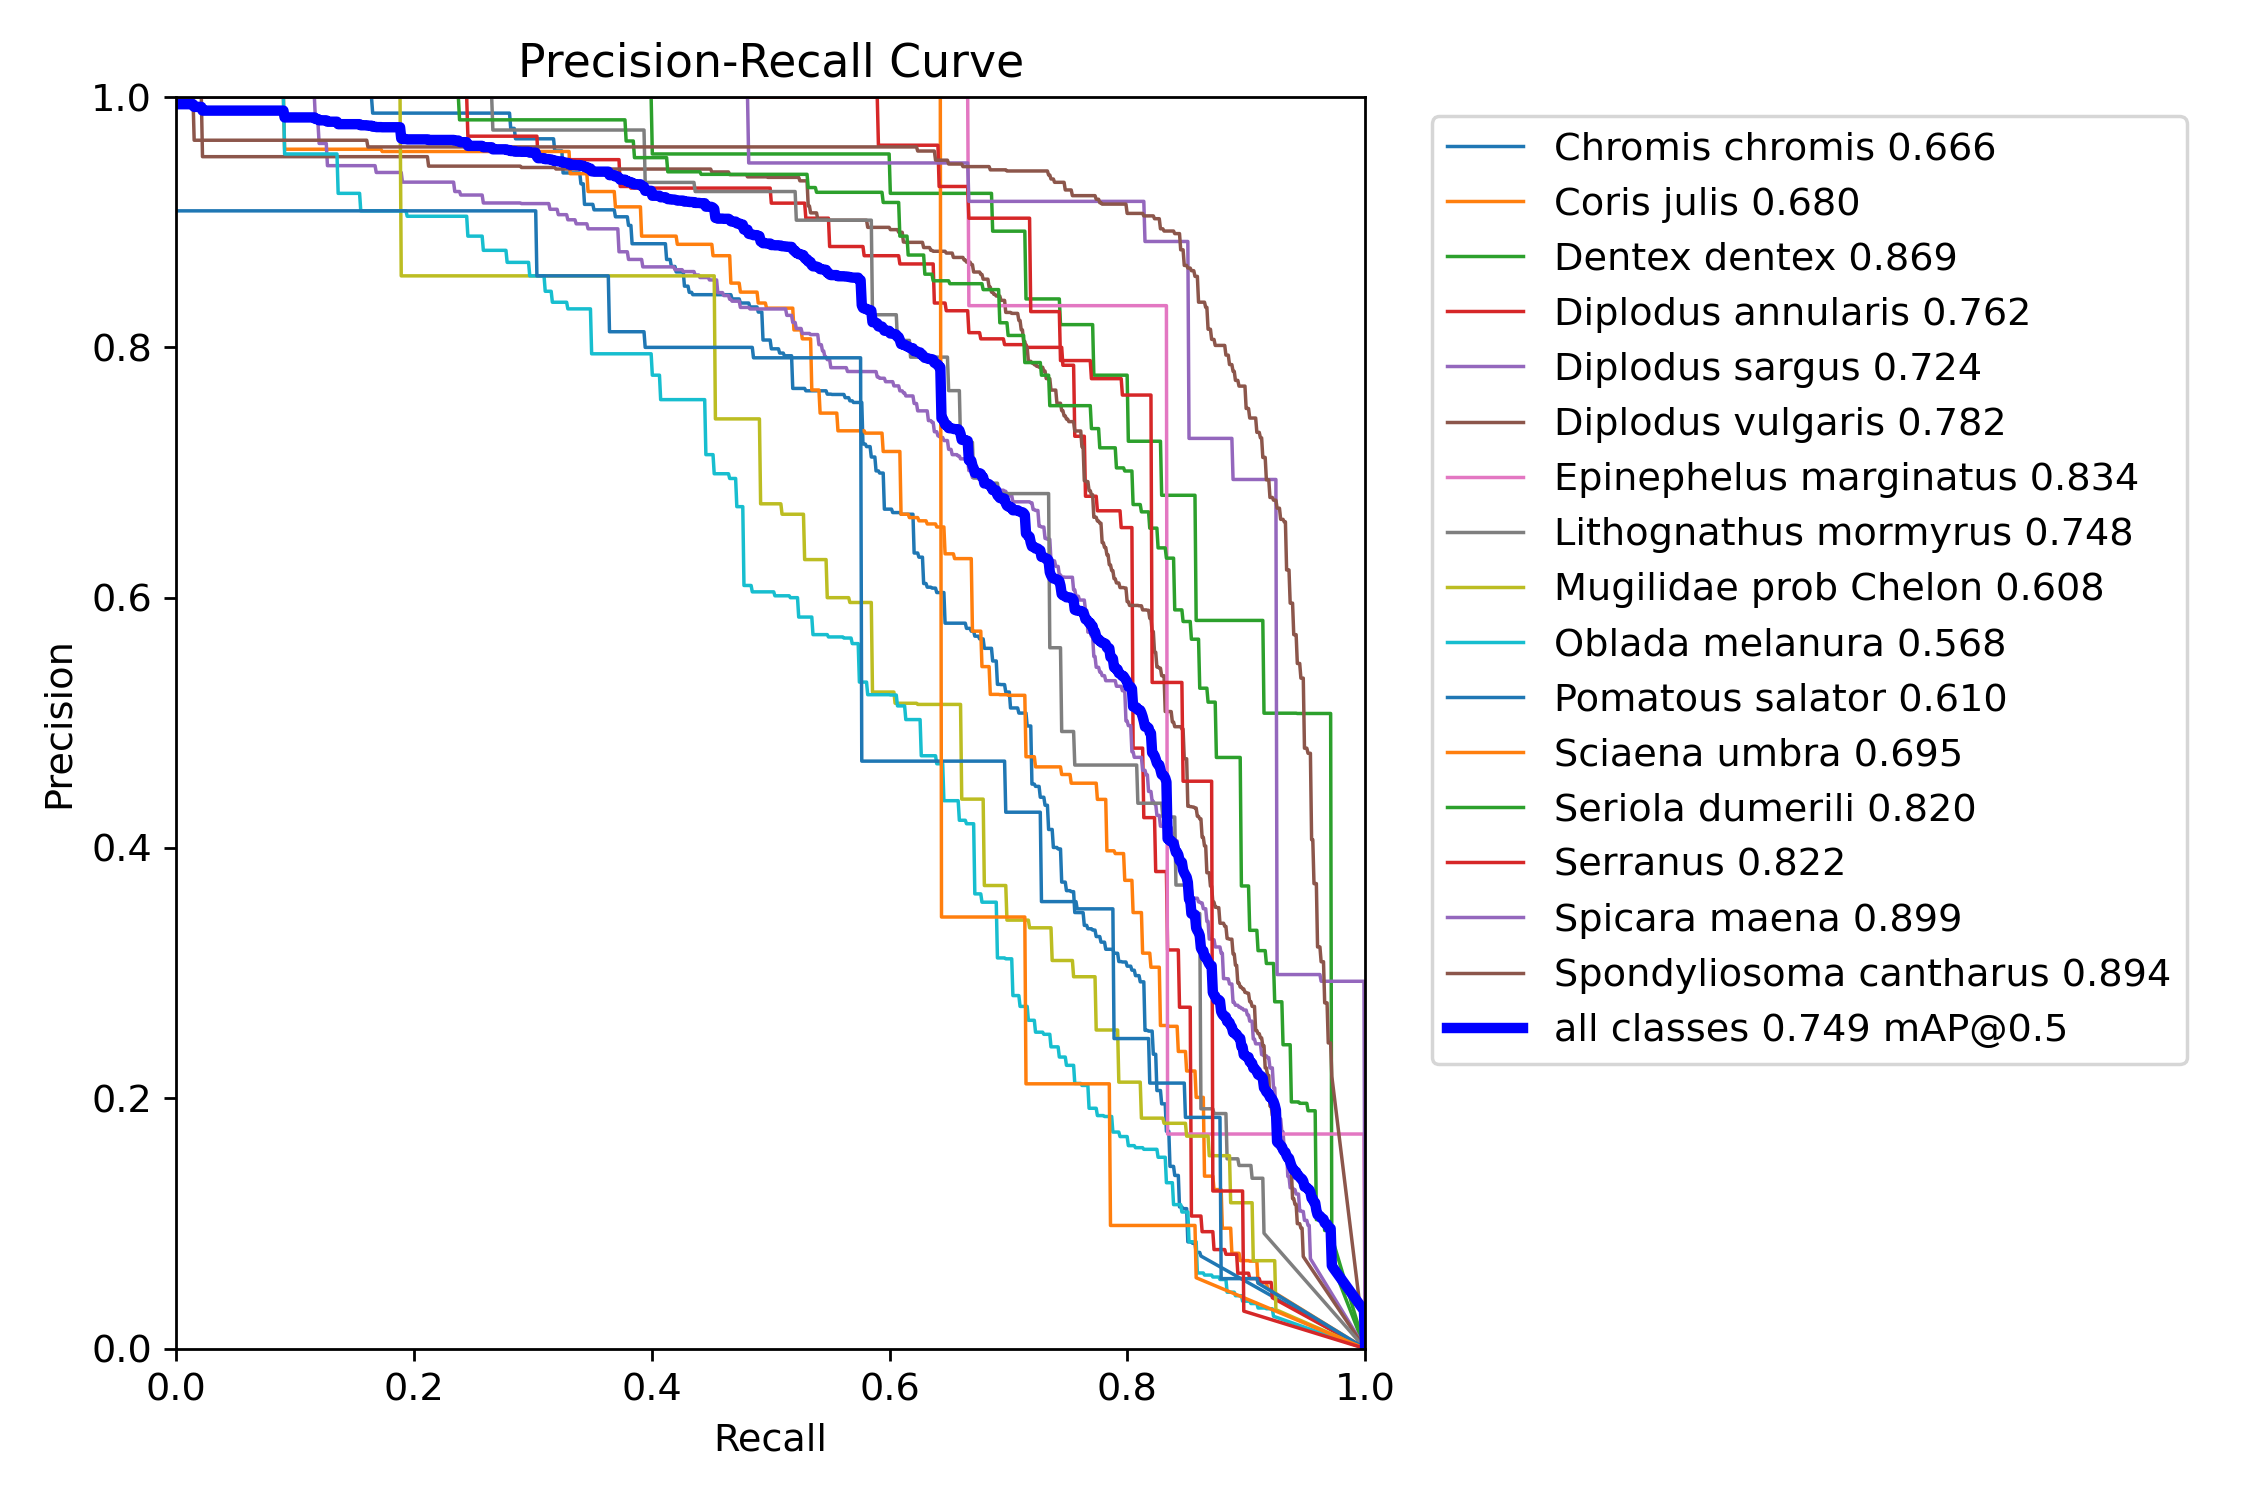 Precision-Recall Curve
1.0
0.8
0.6
0.4
0.2
0.0
Precision
0.0 0.2 0.4 0.6 0.8 1.0
Recall
Chromis chromis 0.666
Coris julis 0.680
Dentex dentex 0.869
Diplodus annularis 0.762
Diplodus sargus 0.724
Diplodus vulgaris 0.782
Epinephelus marginatus 0.834
Lithognathus mormyrus 0.748
Mugilidae prob Chelon 0.608
Oblada melanura 0.568
Pomatous salator 0.610
Sciaena umbra 0.695
Seriola dumerili 0.820
Serranus 0.822
Spicara maena 0.899
Spondyliosoma cantharus 0.894
all classes 0.749 mAP@0.5